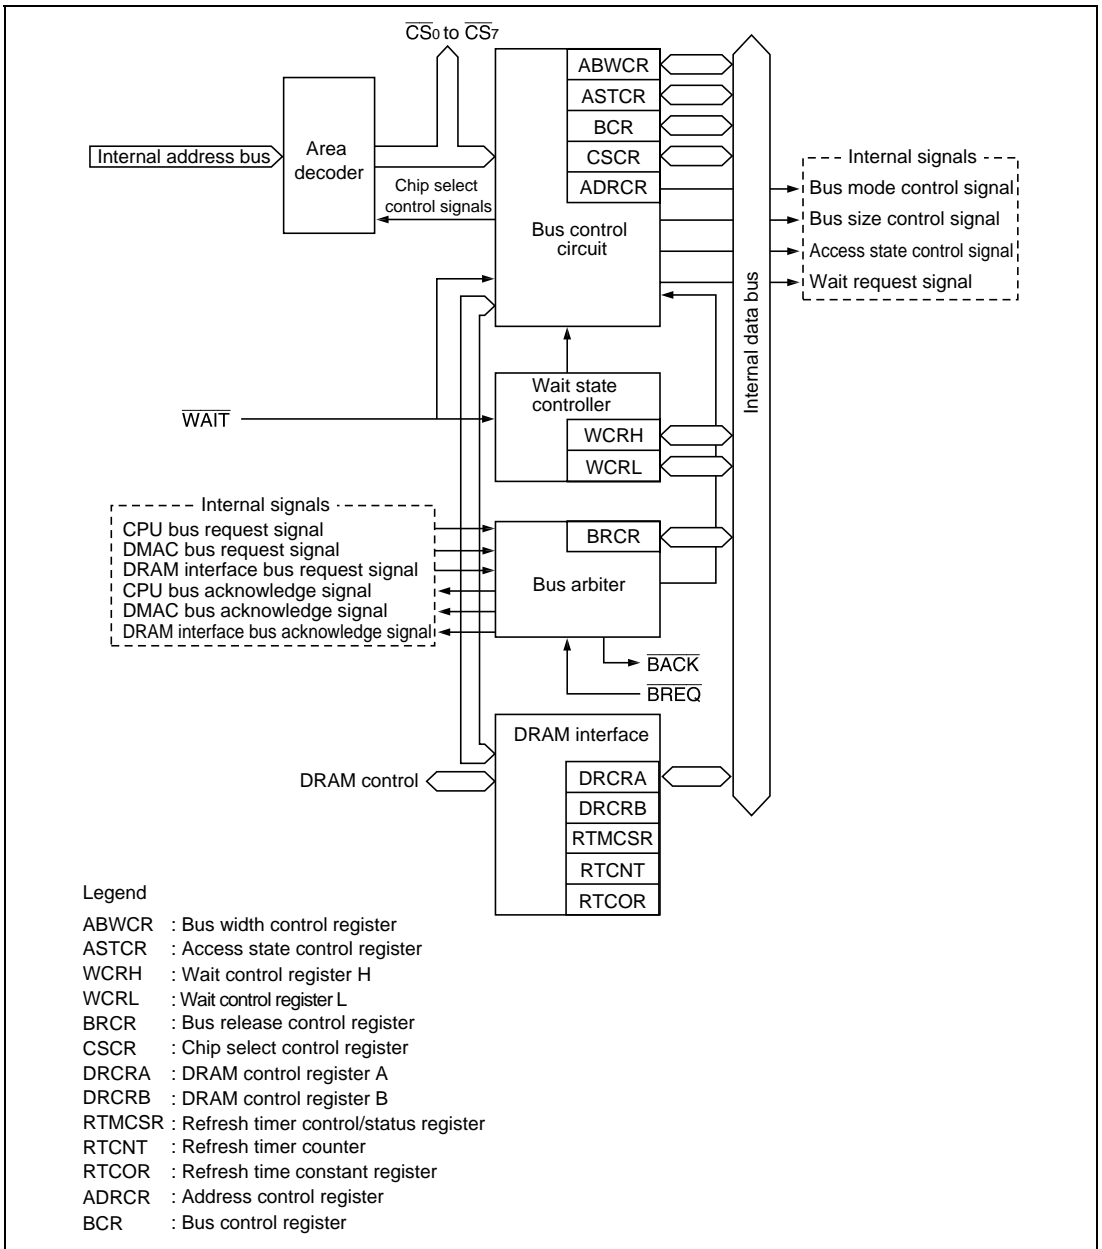 CS0 to CS7
Internal address bus
Area
decoder
Chip select
control signals
ABWCR
ASTCR
BCR
CSCR
ADRCR
Bus control
circuit
Internal data bus
Internal signals
Bus mode control signal
Bus size control signal
Access state control signal
Wait request signal
WAIT
Wait state
controller
WCRH
WCRL
Internal signals
CPU bus request signal
DMAC bus request signal
DRAM interface bus request signal
CPU bus acknowledge signal
DMAC bus acknowledge signal
DRAM interface bus acknowledge signal
BRCR
Bus arbiter
BACK
BREQ
DRAM interface
DRAM control
DRCRA
DRCRB
RTMCSR
RTCNT
RTCOR
Legend
ABWCR : Bus width control register
ASTCR : Access state control register
WCRH : Wait control register H
WCRL : Wait control register L
BRCR : Bus release control register
CSCR : Chip select control register
DRCRA : DRAM control register A
DRCRB : DRAM control register B
RTMCSR : Refresh timer control/status register
RTCNT : Refresh timer counter
RTCOR : Refresh time constant register
ADRCR : Address control register
BCR : Bus control register